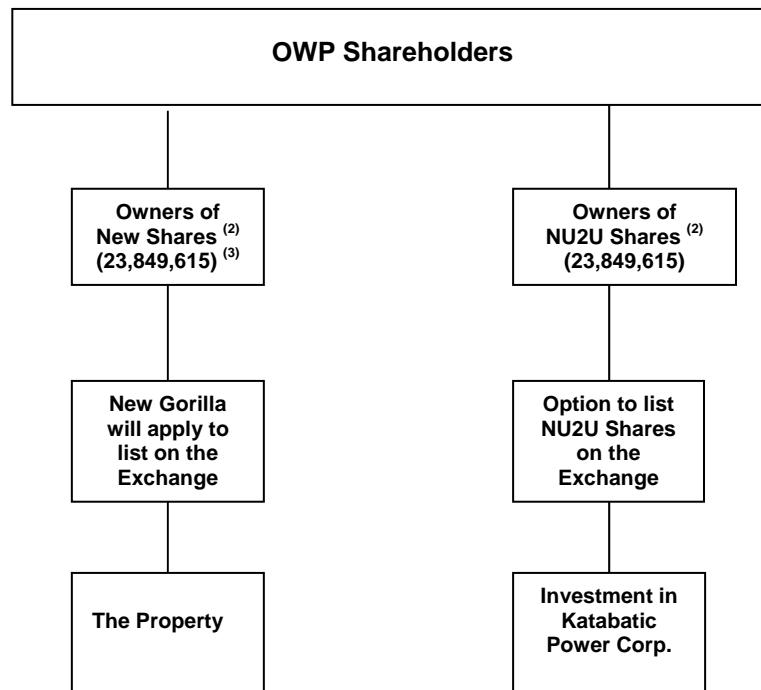 OWP Shareholders
Owners of
New Shares (2)
(23,849,615) (3)
Owners of
NU2U Shares (2)
(23,849,615)
New Gorilla
will apply to
list on the
Exchange
Option to list
NU2U Shares
on the
Exchange
The Property
Investment in
Katabatic
Power Corp.